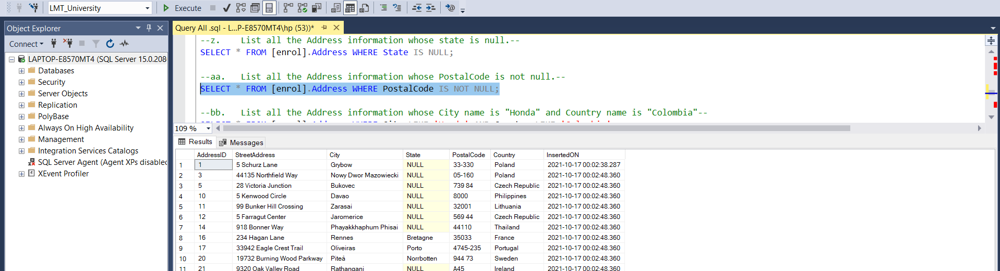 LMT_University
Execute
Object Explorer
Connect
LAPTOP-E8570MT4 (SQL Server 15.0.208
Databases
Security
Server Objects
Replication
PolyBase
Always On High Availability
Management
Integration Services Catalogs
SQL Server Agent (Agent XPs disabled
XEvent Profiler
Query All .sql - L...P-E8570MT4\hp (53))*
--z. List all the Address information whose state is null.--
SELECT * FROM [enrol].Address WHERE State IS NULL;
--aa. List all the Address information whose PostalCode is not null.--
SELECT * FROM [enrol].Address WHERE PostalCode IS NOT NULL;
--bb. List all the Address information whose City name is "Honda" and Country name is "Colombia"--
109 %
Results Messages
AddressID StreetAddress City State PostalCode Country InsertedON
1 1 5 Schurz Lane Grybow NULL 33-330 Poland 2021-10-17 00:02:38.287
2 3 44135 Northfield Way Nowy Dwor Mazowiecki NULL 05-160 Poland 2021-10-17 00:02:48.360
3 5 28 Victoria Junction Bukovec NULL 739 84 Czech Republic 2021-10-17 00:02:48.360
4 10 5 Kenwood Circle Davao NULL 8000 Philippines 2021-10-17 00:02:48.360
5 11 99 Bunker Hill Crossing Zarasai NULL 32001 Lithuania 2021-10-17 00:02:48.360
6 12 5 Farragut Center Jaromerice NULL 569 44 Czech Republic 2021-10-17 00:02:48.360
7 14 918 Bonner Way Phayakkhaphum Phisai NULL 44110 Thailand 2021-10-17 00:02:48.360
8 16 234 Hagan Lane Rennes Bretagne 35033 France 2021-10-17 00:02:48.360
9 17 33942 Eagle Crest Trail Oliveiras Porto 4745-235 Portugal 2021-10-17 00:02:48.360
10 20 19732 Burning Wood Parkway Piteå Norrbotten 944 73 Sweden 2021-10-17 00:02:48.360
11 21 9320 Oak Valley Road Rathangani NULL A45 Ireland 2021-10-17 00:02:48.360